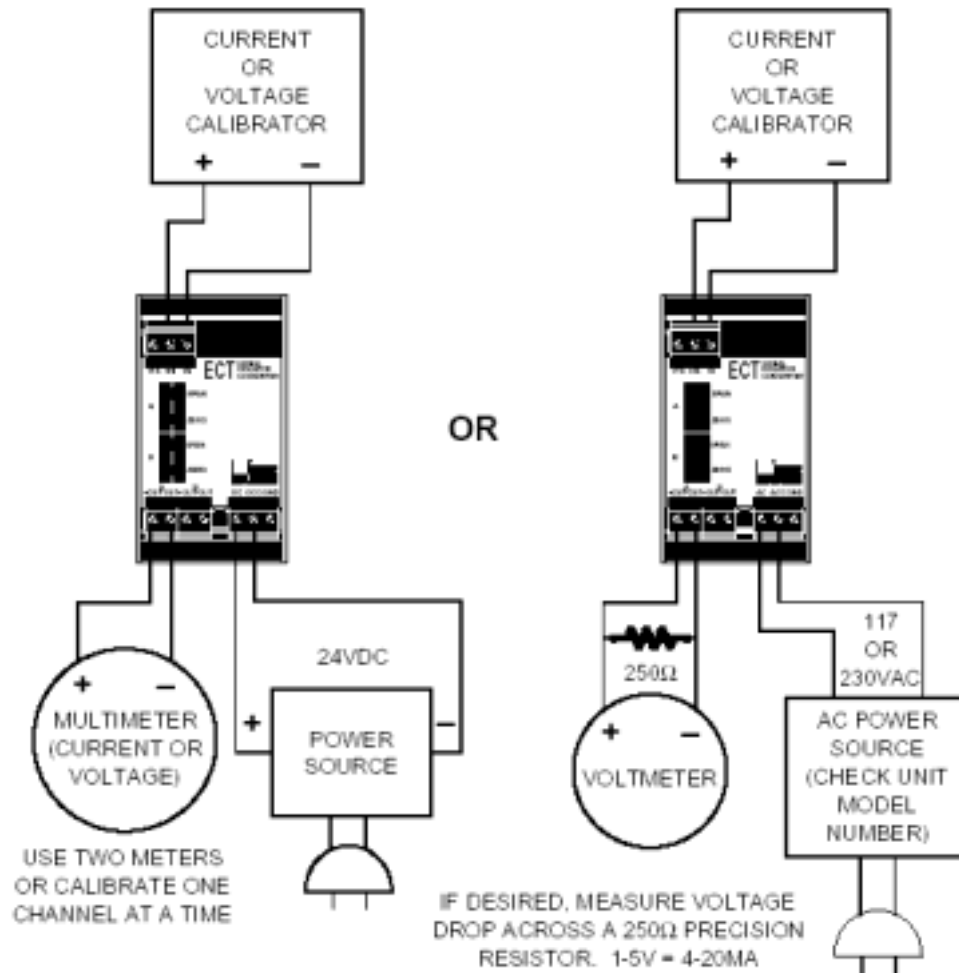 CURRENT
OR
VOLTAGE
CALIBRATOR
+ −
CURRENT
OR
VOLTAGE
CALIBRATOR
+ −
ECT
OR
ECT
+ −
MULTIMETER
(CURRENT OR
VOLTAGE)
USE TWO METERS
OR CALIBRATE ONE
CHANNEL AT A TIME
24VDC
+ −
POWER
SOURCE
250Ω
+ −
VOLTMETER
117
OR
230VAC
AC POWER
SOURCE
(CHECK UNIT
MODEL
NUMBER)
IF DESIRED, MEASURE VOLTAGE
DROP ACROSS A 250Ω PRECISION
RESISTOR. 1-5V = 4-20MA